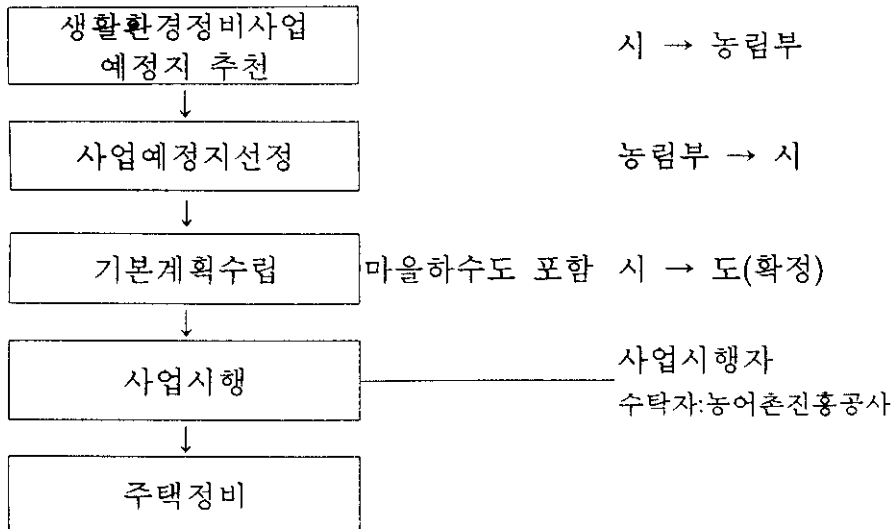 생활환경정비사업
예정지 추천
시 → 농림부
↓
사업예정지선정
농림부 → 시
↓
기본계획수립
마을하수도 포함 시 → 도(확정)
↓
사업시행
사업시행자
수탁자:농어촌진흥공사
↓
주택정비